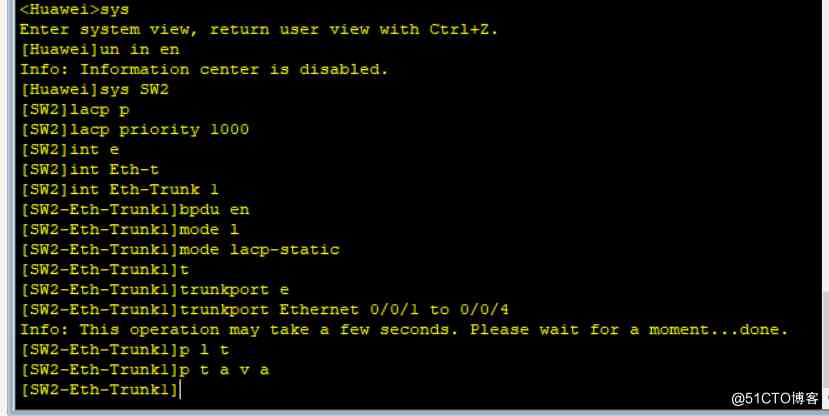 <Huawei>sys
Enter system view, return user view with Ctrl+Z.
[Huawei]un in en
Info: Information center is disabled.
[Huawei]sys SW2
[SW2]lacp p
[SW2]lacp priority 1000
[SW2]int e
[SW2]int Eth-t
[SW2]int Eth-Trunk 1
[SW2-Eth-Trunk1]bpdu en
[SW2-Eth-Trunk1]mode l
[SW2-Eth-Trunk1]mode lacp-static
[SW2-Eth-Trunk1]t
[SW2-Eth-Trunk1]trunkport e
[SW2-Eth-Trunk1]trunkport Ethernet 0/0/1 to 0/0/4
Info: This operation may take a few seconds. Please wait for a moment...done.
[SW2-Eth-Trunk1]p l t
[SW2-Eth-Trunk1]p t a v a
[SW2-Eth-Trunk1]
@51CTO博客